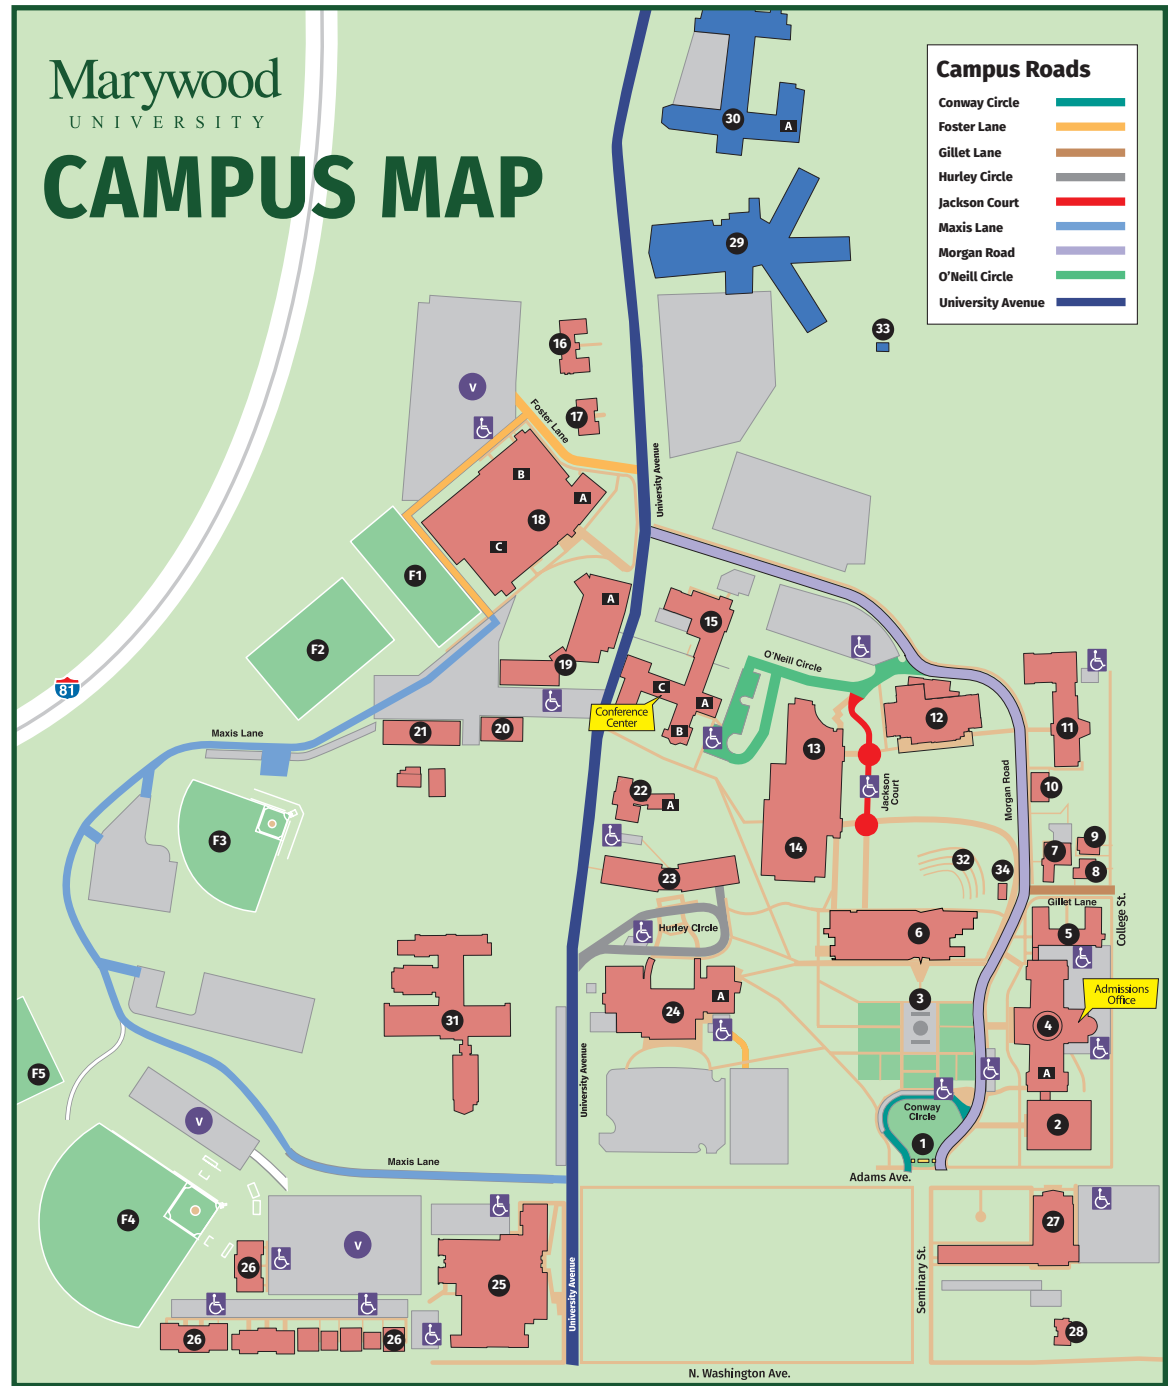 Marywood
UNIVERSITY
CAMPUS MAP
Campus Roads
Conway Circle
Foster Lane
Gillet Lane
Hurley Circle
Jackson Court
Maxis Lane
Morgan Road
O'Neill Circle
University Avenue
30
A
29
33
16
V
17
Foster Lane
University Avenue
B
A
18
C
F1
F2
A
15
19
O'Neill Circle
81
C
A
Conference
Center
B
12
11
21
20
13
Maxis Lane
Jackson
Court
Morgan Road
10
22
A
F3
14
9
7
8
32
34
23
Gillet Lane
College St.
Hurley Circle
6
5
Admissions
Office
A
3
24
4
31
University Avenue
F5
A
V
Conway
Circle
1
2
Maxis Lane
Adams Ave.
F4
27
V
26
25
University Avenue
Seminary St.
26
26
28
N. Washington Ave.